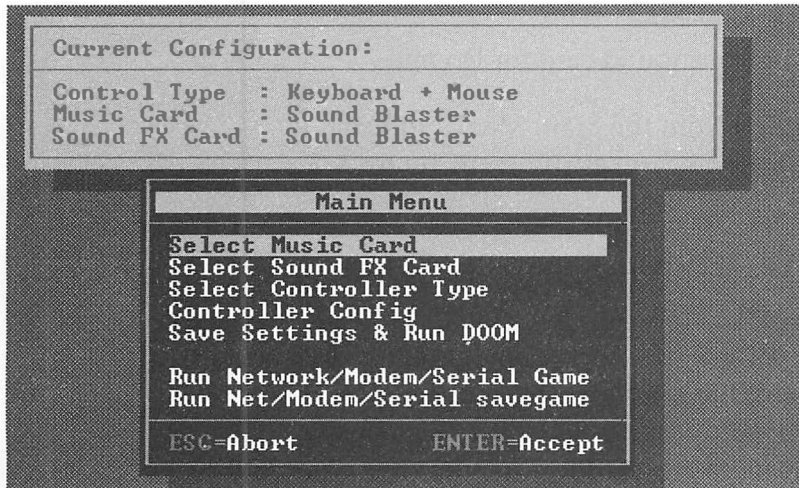 Current Configuration:
Control Type : Keyboard + Mouse
Music Card : Sound Blaster
Sound FX Card : Sound Blaster
Main Menu
Select Music Card
Select Sound FX Card
Select Controller Type
Controller Config
Save Settings & Run DOOM
Run Network/Modem/Serial Game
Run Net/Modem/Serial savegame
ESC=Abort ENTER=Accept